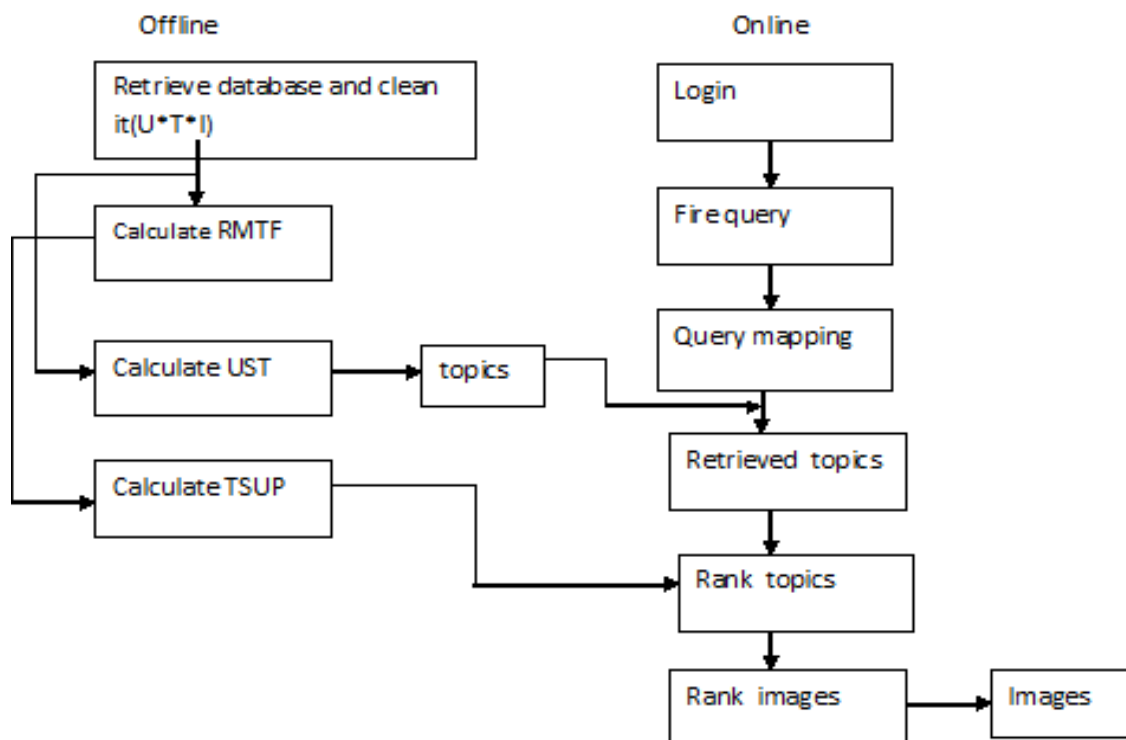 Offline
Online
Retrieve database and clean
it(U*T*I)
Login
Calculate RMTF
Fire query
Query mapping
Calculate UST
topics
Retrieved topics
Calculate TSUP
Rank topics
Rank images
Images